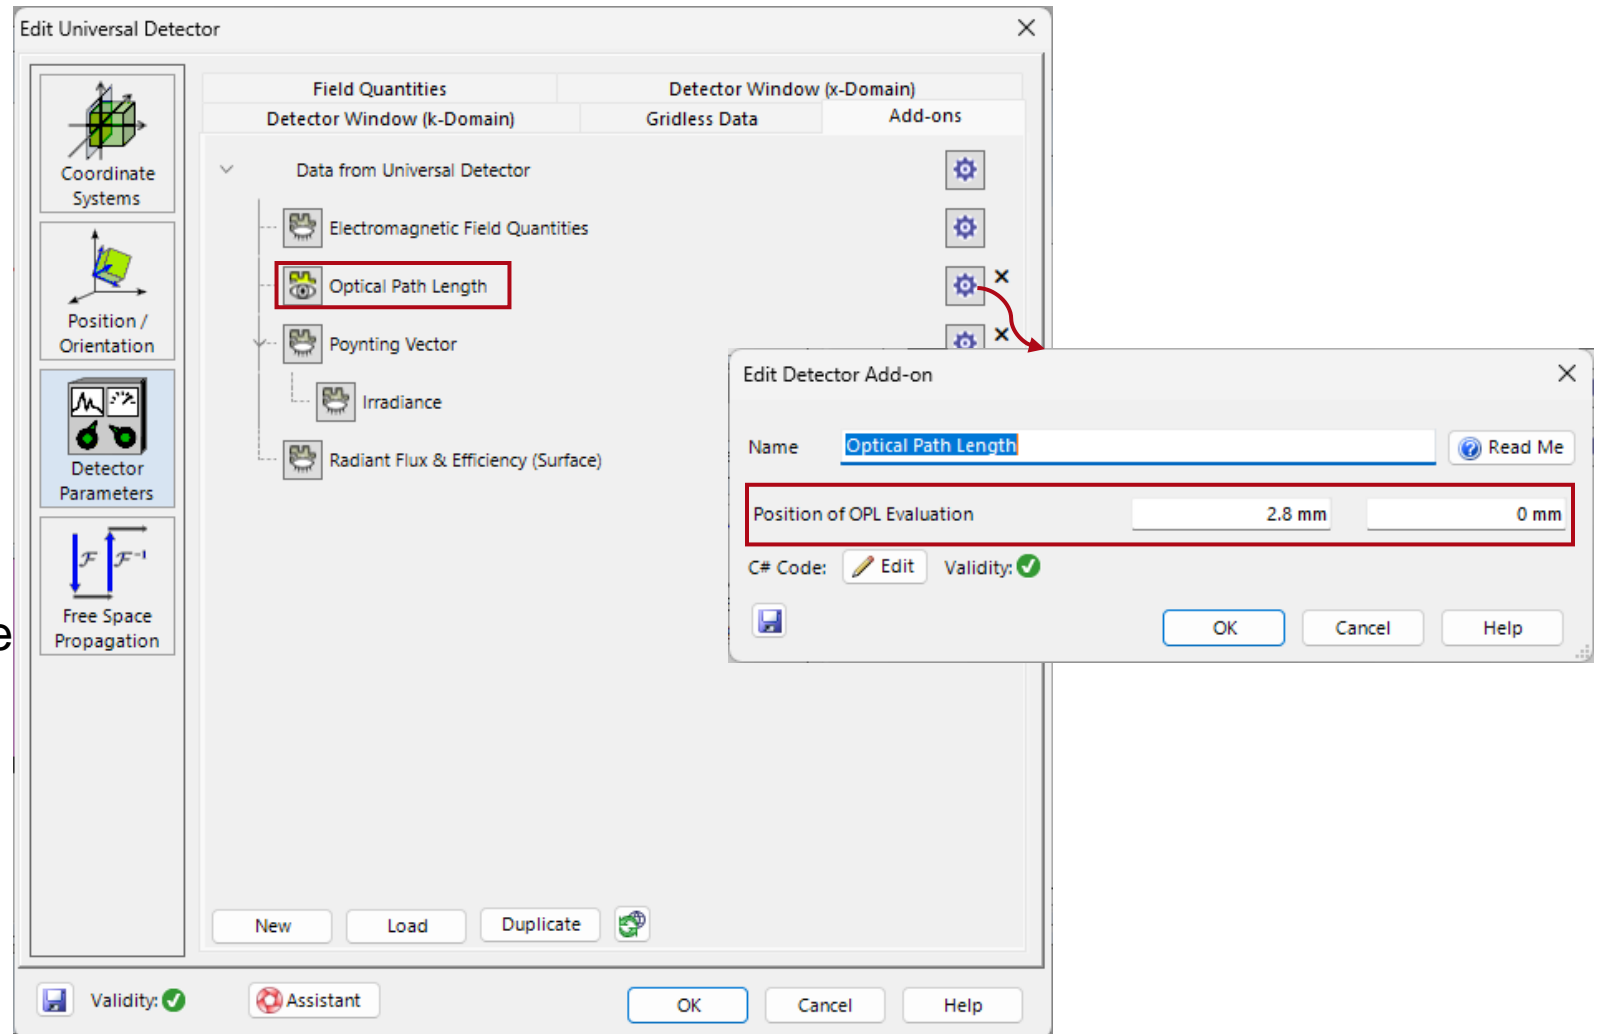 Edit Universal Detector
Field Quantities
Detector Window (x-Domain)
Detector Window (k-Domain)
Gridless Data
Add-ons
Coordinate
Systems
Position /
Orientation
Detector
Parameters
ℱ ℱ⁻¹
Free Space
Propagation
e
Data from Universal Detector
Electromagnetic Field Quantities
Optical Path Length
Poynting Vector
Irradiance
Radiant Flux & Efficiency (Surface)
New
Load
Duplicate
Validity:
Assistant
OK
Cancel
Help
Edit Detector Add-on
Name
Optical Path Length
Read Me
Position of OPL Evaluation
2.8 mm
0 mm
C# Code:
Edit
Validity:
OK
Cancel
Help